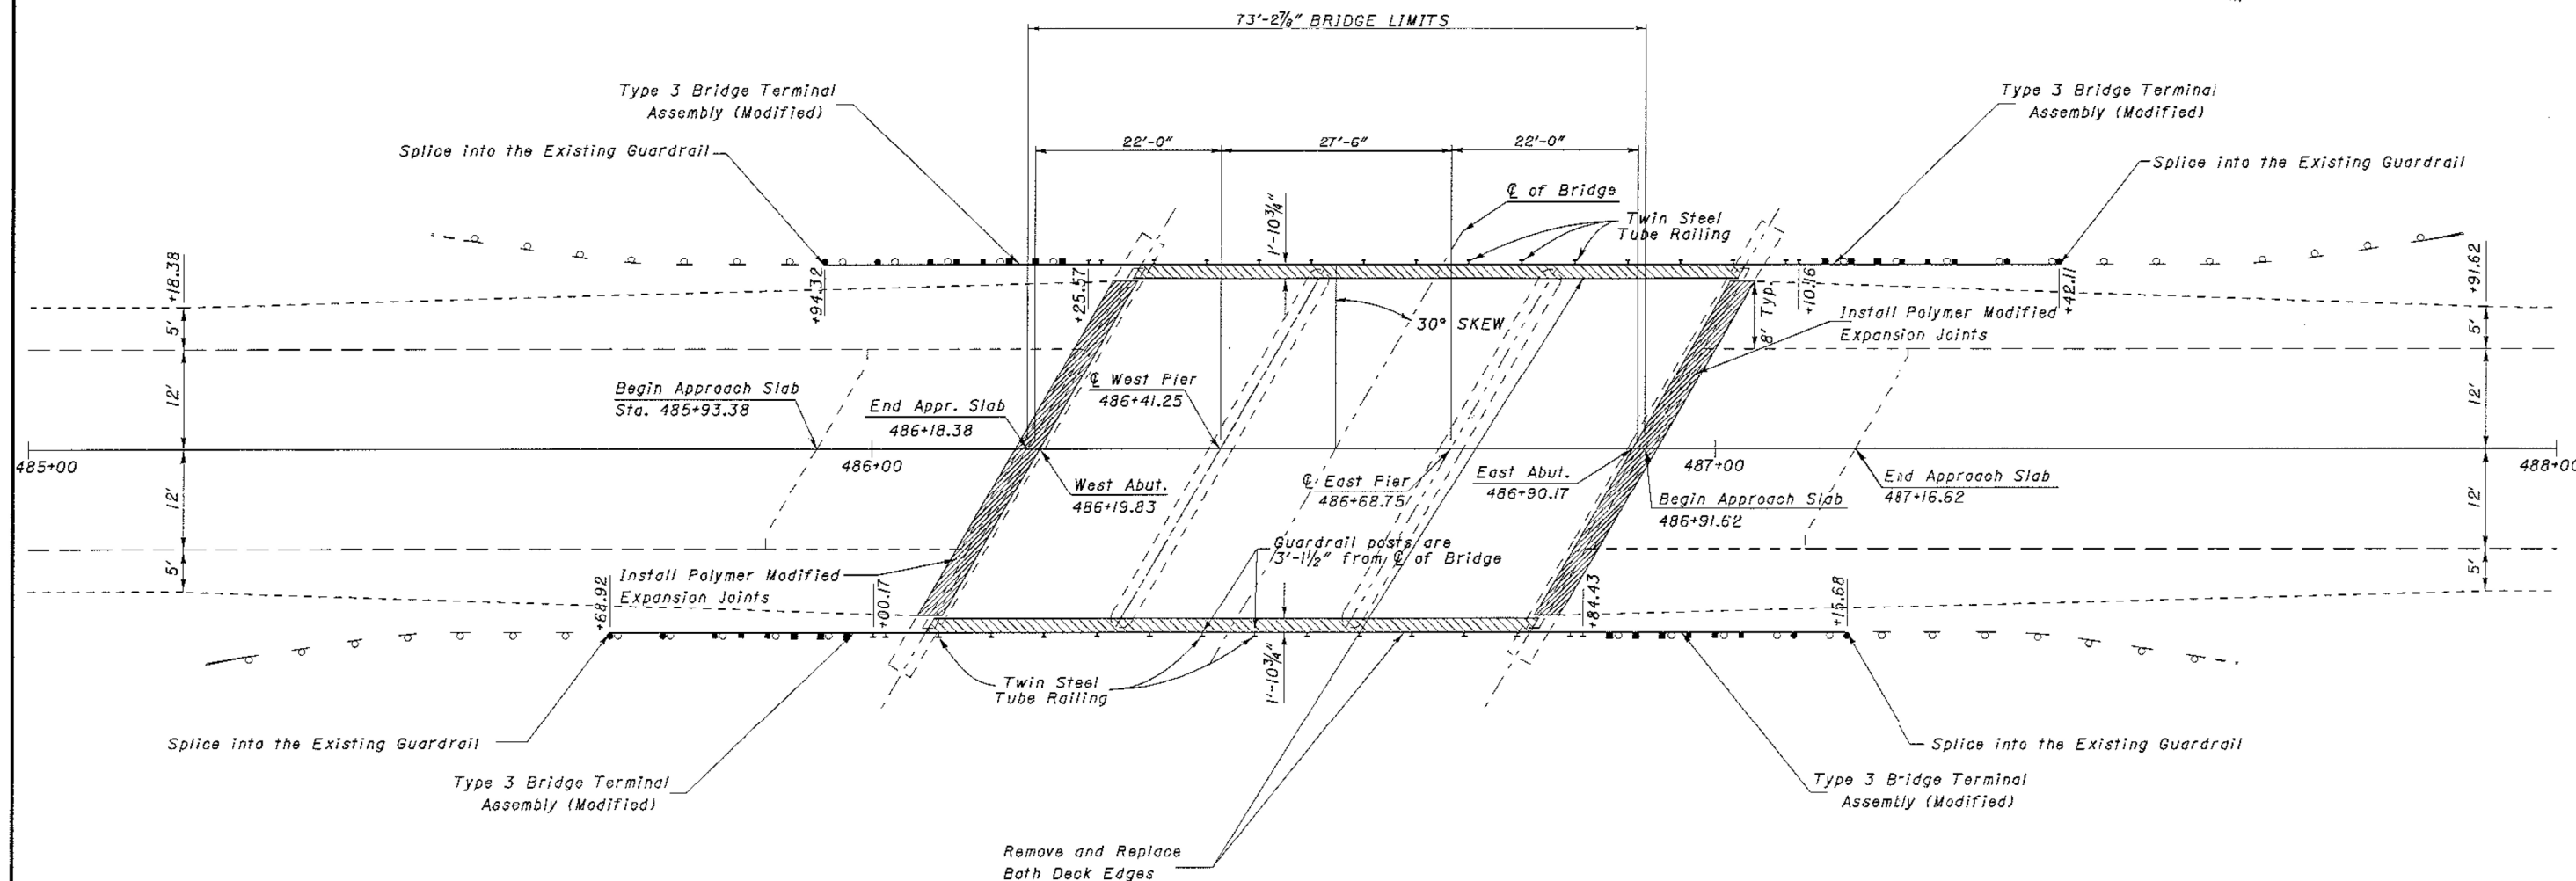 73'-2⅞" BRIDGE LIMITS
Type 3 Bridge Terminal
Assembly (Modified)
Type 3 Bridge Terminal
Assembly (Modified)
Splice into the Existing Guardrail
22'-0"
27'-6"
22'-0"
Splice into the Existing Guardrail
℄ of Bridge
Twin Steel
Tube Railing
1'-10¾"
+18.38
+94.32
+25.57
+10.16
+42.11
+91.62
5'
30° SKEW
8' Typ.
Install Polymer Modified
Expansion Joints
5'
12'
Begin Approach Slab
Sta. 485+93.38
End Appr. Slab
486+18.38
℄ West Pier
486+41.25
12'
485+00
486+00
487+00
488+00
12'
West Abut.
486+19.83
℄ East Pier
486+68.75
East Abut.
486+90.17
Begin Approach Slab
486+91.62
End Approach Slab
487+16.62
12'
5'
Install Polymer Modified
Expansion Joints
Guardrail posts are
3'-1½" from ℄ of Bridge
5'
+68.92
+00.17
+84.43
+15.68
Twin Steel
Tube Railing
1'-10¾"
Splice into the Existing Guardrail
Splice into the Existing Guardrail
Type 3 Bridge Terminal
Assembly (Modified)
Type 3 Bridge Terminal
Assembly (Modified)
Remove and Replace
Both Deck Edges